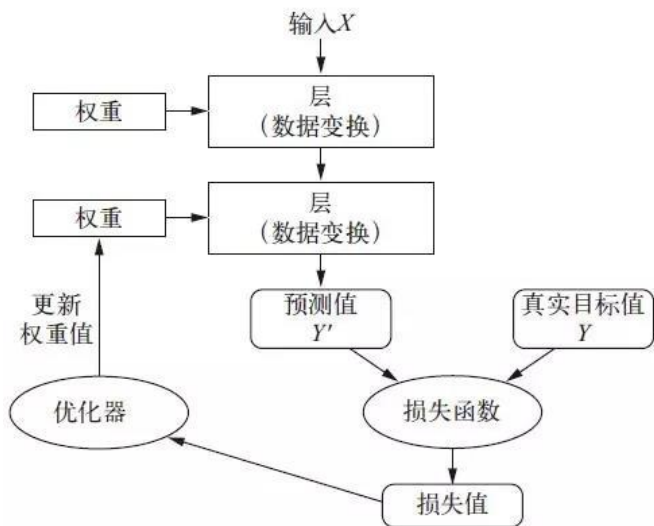 输入X
权重
层
(数据变换)
权重
层
(数据变换)
更新
权重值
预测值
Y′
真实目标值
Y
优化器
损失函数
损失值